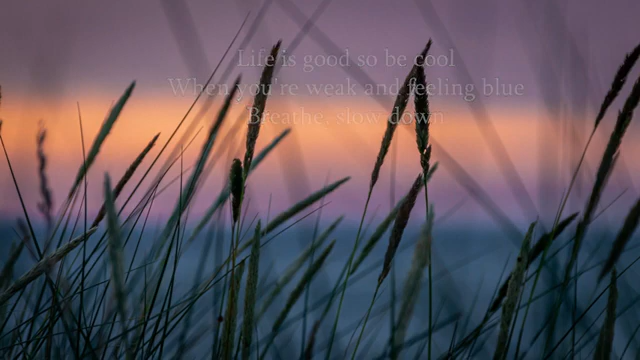 Life is good so be cool
When you're weak and feeling blue
Breathe, slow down